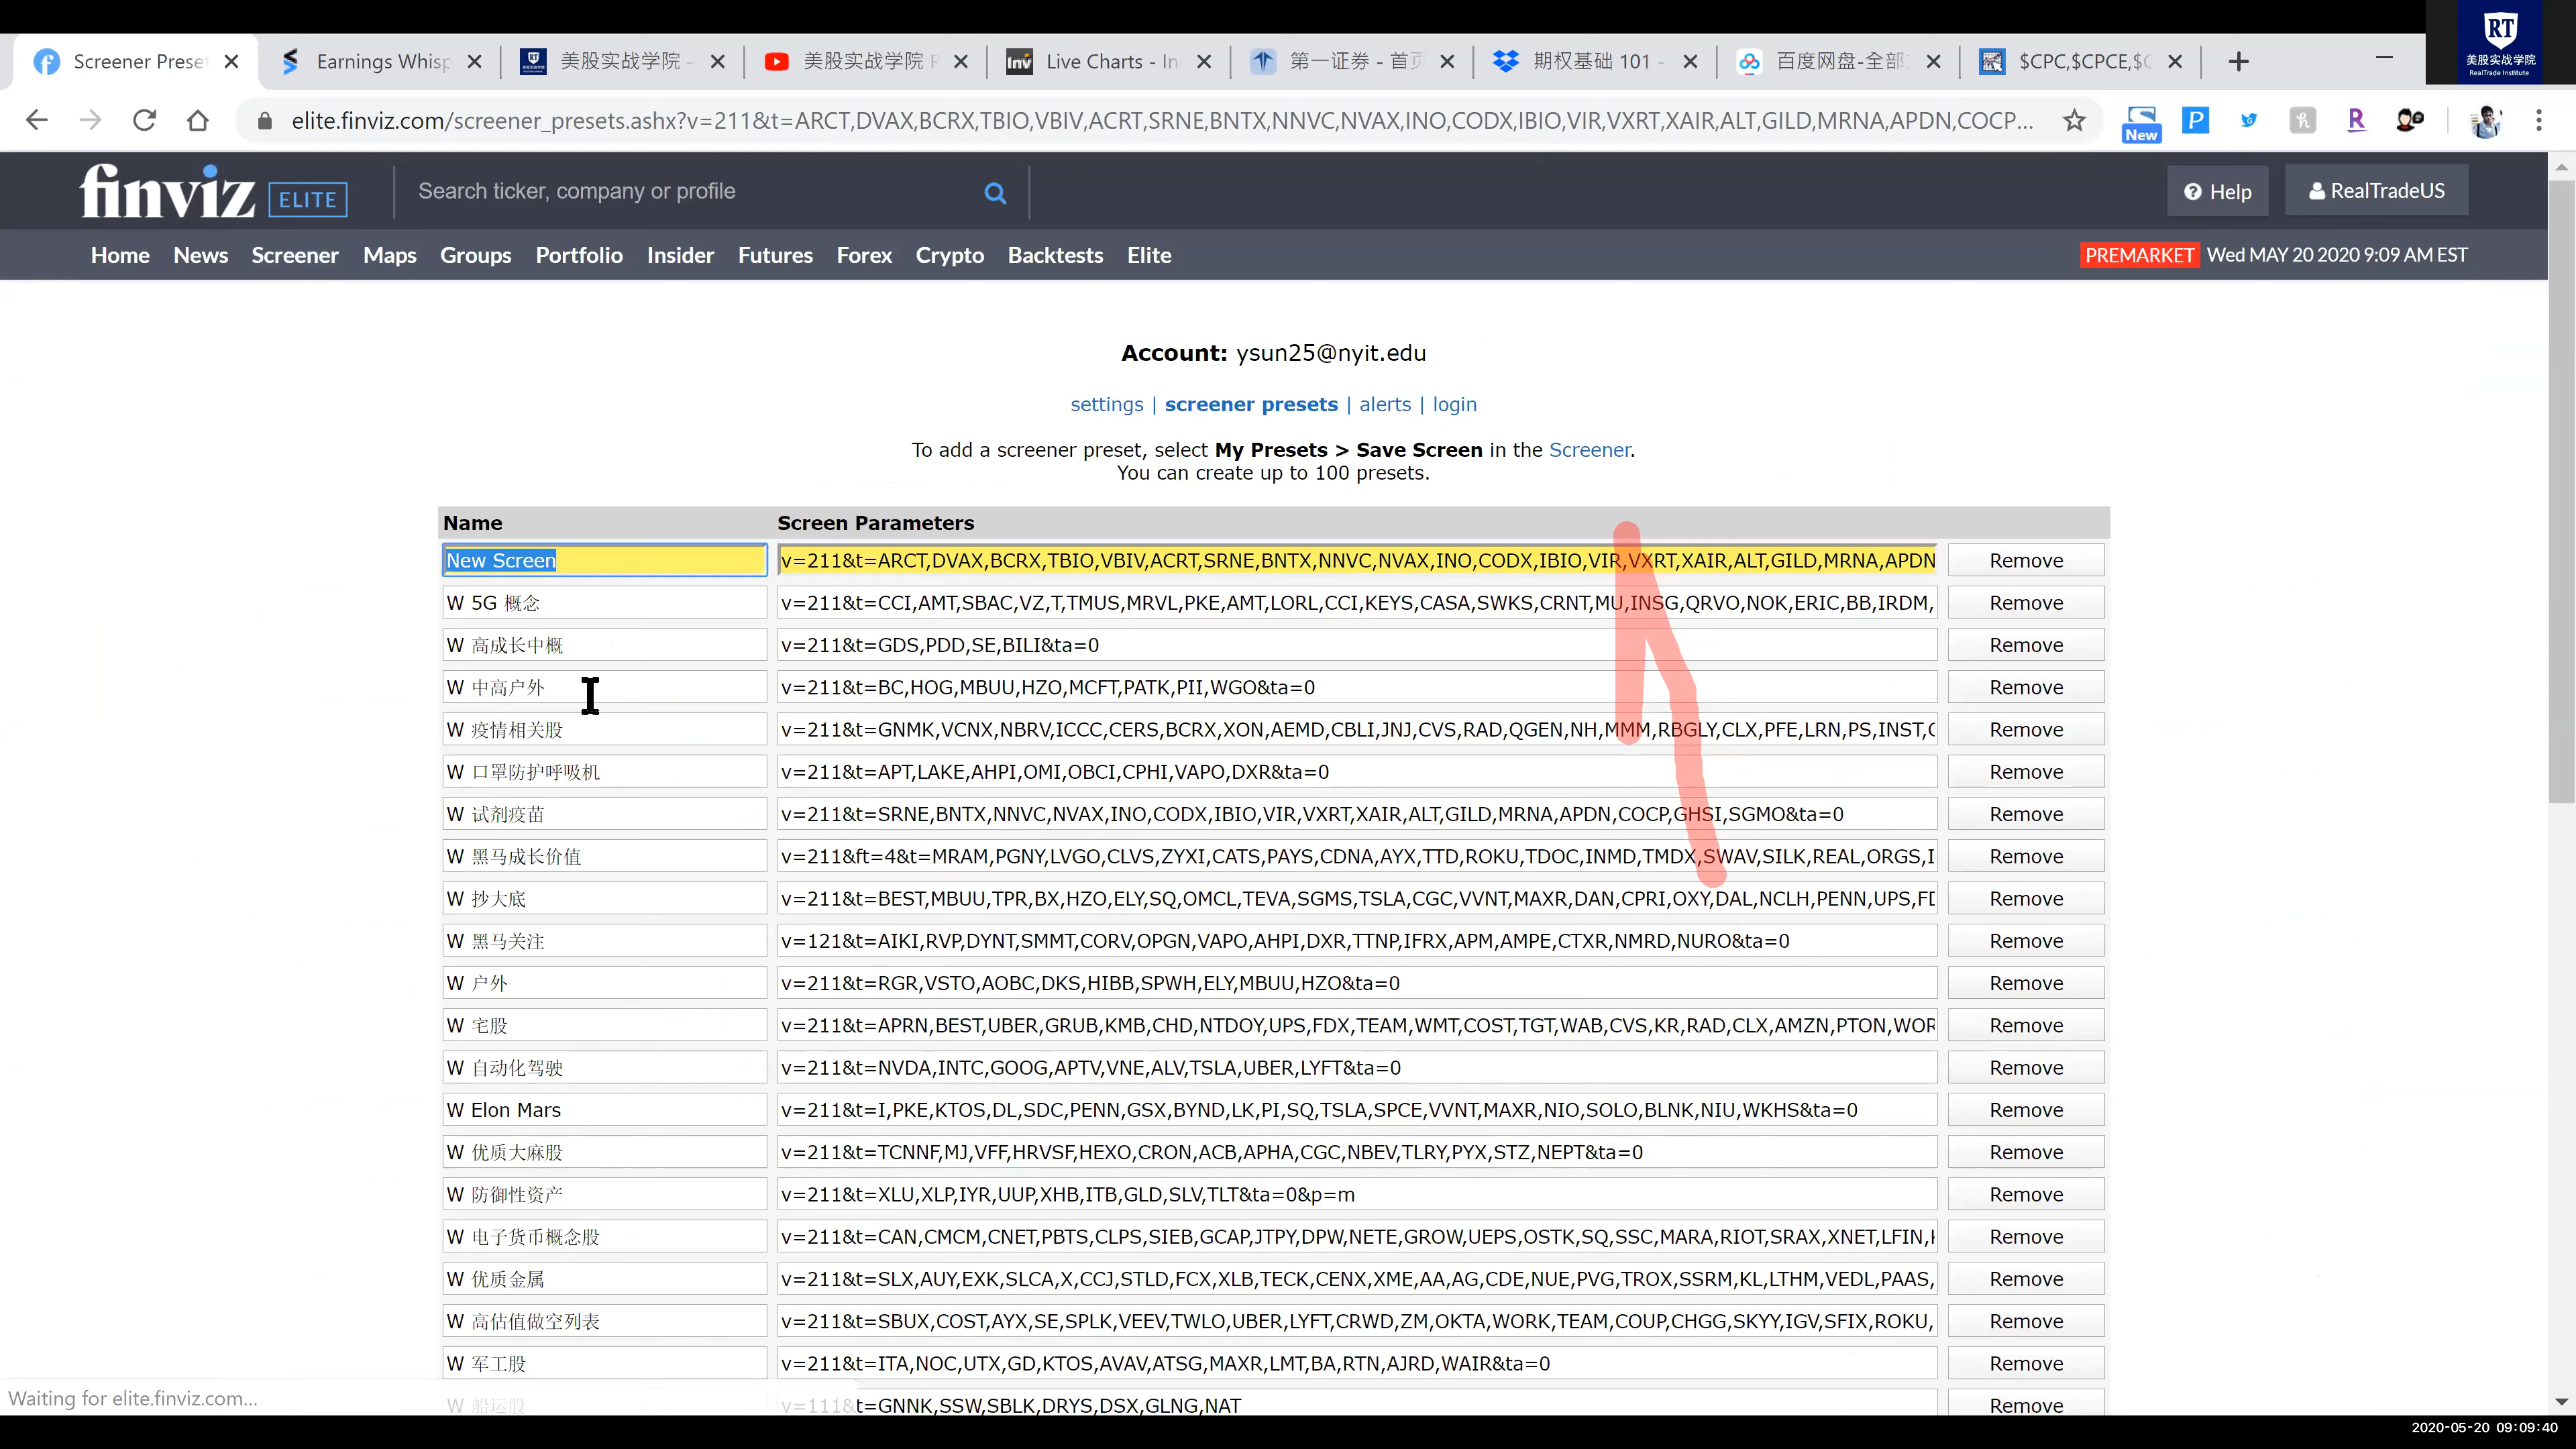 RT
美股实战学院
RealTrade Institute
Screener Prese
Earnings Whisp
美股实战学院 -
美股实战学院 R
Inv
Live Charts - In
第一证券 - 首页
期权基础 101 -
百度网盘-全部
$CPC,$CPCE,$C
elite.finviz.com/screener_presets.ashx?v=211&t=ARCT,DVAX,BCRX,TBIO,VBIV,ACRT,SRNE,BNTX,NNVC,NVAX,INO,CODX,IBIO,VIR,VXRT,XAIR,ALT,GILD,MRNA,APDN,COCP...
New
finviz ELITE
Search ticker, company or profile
Help
RealTradeUS
Home News Screener Maps Groups Portfolio Insider Futures Forex Crypto Backtests Elite
PREMARKET Wed MAY 20 2020 9:09 AM EST
Account: ysun25@nyit.edu
settings | screener presets | alerts | login
To add a screener preset, select My Presets > Save Screen in the Screener.
You can create up to 100 presets.
Name Screen Parameters
New Screen v=211&t=ARCT,DVAX,BCRX,TBIO,VBIV,ACRT,SRNE,BNTX,NNVC,NVAX,INO,CODX,IBIO,VIR,VXRT,XAIR,ALT,GILD,MRNA,APDN Remove
W 5G 概念 v=211&t=CCI,AMT,SBAC,VZ,T,TMUS,MRVL,PKE,AMT,LORL,CCI,KEYS,CASA,SWKS,CRNT,MU,INSG,QRVO,NOK,ERIC,BB,IRDM, Remove
W 高成长中概 v=211&t=GDS,PDD,SE,BILI&ta=0 Remove
W 中高户外 v=211&t=BC,HOG,MBUU,HZO,MCFT,PATK,PII,WGO&ta=0 Remove
W 疫情相关股 v=211&t=GNMK,VCNX,NBRV,ICCC,CERS,BCRX,XON,AEMD,CBLI,JNJ,CVS,RAD,QGEN,NH,MMM,RBGLY,CLX,PFE,LRN,PS,INST, Remove
W 口罩防护呼吸机 v=211&t=APT,LAKE,AHPI,OMI,OBCI,CPHI,VAPO,DXR&ta=0 Remove
W 试剂疫苗 v=211&t=SRNE,BNTX,NNVC,NVAX,INO,CODX,IBIO,VIR,VXRT,XAIR,ALT,GILD,MRNA,APDN,COCP,GHSI,SGMO&ta=0 Remove
W 黑马成长价值 v=211&ft=4&t=MRAM,PGNY,LVGO,CLVS,ZYXI,CATS,PAYS,CDNA,AYX,TTD,ROKU,TDOC,INMD,TMDX,SWAV,SILK,REAL,ORGS,I Remove
W 抄大底 v=211&t=BEST,MBUU,TPR,BX,HZO,ELY,SQ,OMCL,TEVA,SGMS,TSLA,CGC,VVNT,MAXR,DAN,CPRI,OXY,DAL,NCLH,PENN,UPS,FD Remove
W 黑马关注 v=121&t=AIKI,RVP,DYNT,SMMT,CORV,OPGN,VAPO,AHPI,DXR,TTNP,IFRX,APM,AMPE,CTXR,NMRD,NURO&ta=0 Remove
W 户外 v=211&t=RGR,VSTO,AOBC,DKS,HIBB,SPWH,ELY,MBUU,HZO&ta=0 Remove
W 宅股 v=211&t=APRN,BEST,UBER,GRUB,KMB,CHD,NTDOY,UPS,FDX,TEAM,WMT,COST,TGT,WAB,CVS,KR,RAD,CLX,AMZN,PTON,WOR Remove
W 自动化驾驶 v=211&t=NVDA,INTC,GOOG,APTV,VNE,ALV,TSLA,UBER,LYFT&ta=0 Remove
W Elon Mars v=211&t=I,PKE,KTOS,DL,SDC,PENN,GSX,BYND,LK,PI,SQ,TSLA,SPCE,VVNT,MAXR,NIO,SOLO,BLNK,NIU,WKHS&ta=0 Remove
W 优质大麻股 v=211&t=TCNNF,MJ,VFF,HRVSF,HEXO,CRON,ACB,APHA,CGC,NBEV,TLRY,PYX,STZ,NEPT&ta=0 Remove
W 防御性资产 v=211&t=XLU,XLP,IYR,UUP,XHB,ITB,GLD,SLV,TLT&ta=0&p=m Remove
W 电子货币概念股 v=211&t=CAN,CMCM,CNET,PBTS,CLPS,SIEB,GCAP,JTPY,DPW,NETE,GROW,UEPS,OSTK,SQ,SSC,MARA,RIOT,SRAX,XNET,LFIN, Remove
W 优质金属 v=211&t=SLX,AUY,EXK,SLCA,X,CCJ,STLD,FCX,XLB,TECK,CENX,XME,AA,AG,CDE,NUE,PVG,TROX,SSRM,KL,LTHM,VEDL,PAAS, Remove
W 高估值做空列表 v=211&t=SBUX,COST,AYX,SE,SPLK,VEEV,TWLO,UBER,LYFT,CRWD,ZM,OKTA,WORK,TEAM,COUP,CHGG,SKYY,IGV,SFIX,ROKU, Remove
W 军工股 v=211&t=ITA,NOC,UTX,GD,KTOS,AVAV,ATSG,MAXR,LMT,BA,RTN,AJRD,WAIR&ta=0 Remove
W 船运股 v=111&t=GNNK,SSW,SBLK,DRYS,DSX,GLNG,NAT Remove
Waiting for elite.finviz.com...
2020-05-20 09:09:40